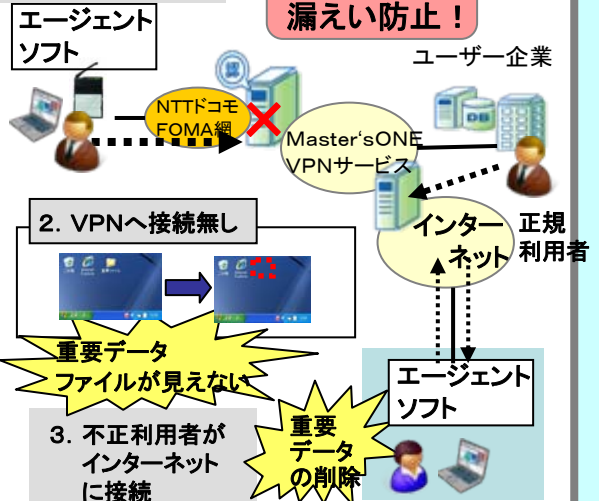 漏えい防止！
エージェント
ソフト
ユーザー企業
認
DB
NTTドコモ
FOMA網
Master‘sONE
VPNサービス
2．VPNへ接続無し
インター
ネット
正規
利用者
重要データ
ファイルが見えない
エージェント
ソフト
3．不正利用者が
インターネット
に接続
重要
データ
の削除